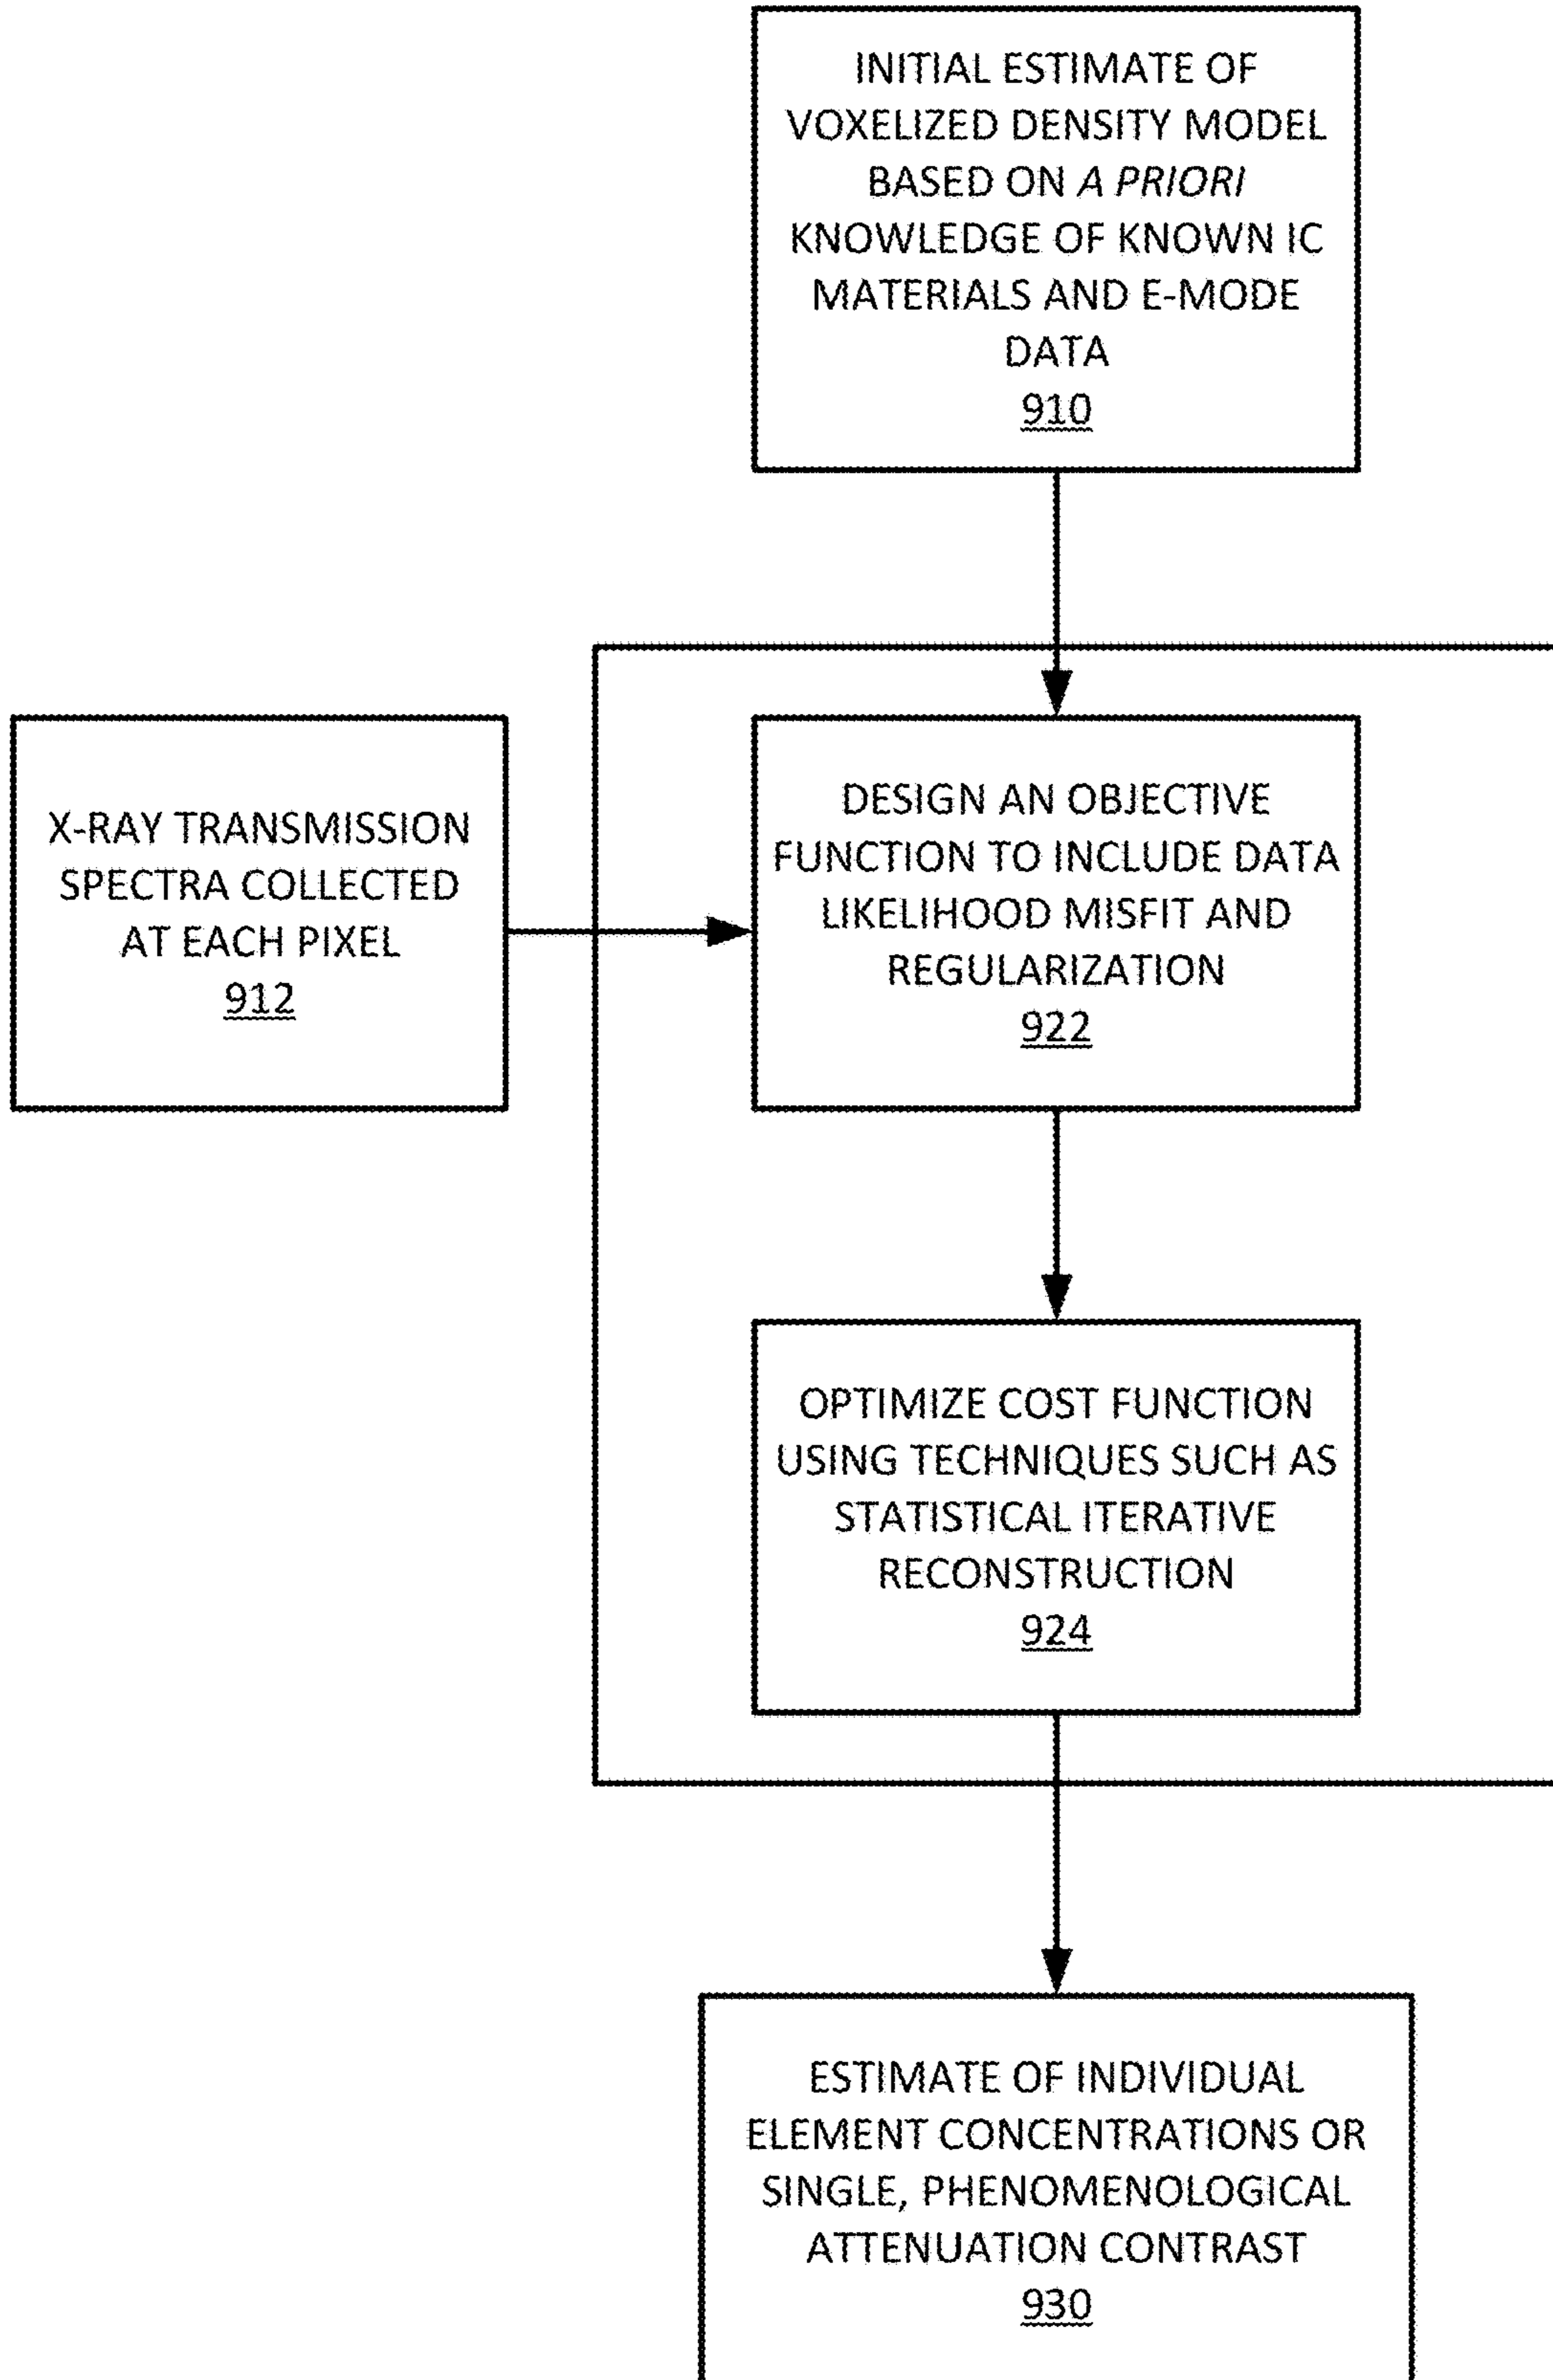 INITIAL ESTIMATE OF
VOXELIZED DENSITY MODEL
BASED ON A PRIORI
KNOWLEDGE OF KNOWN IC
MATERIALS AND E-MODE
DATA
910
X-RAY TRANSMISSION
SPECTRA COLLECTED
AT EACH PIXEL
912
DESIGN AN OBJECTIVE
FUNCTION TO INCLUDE DATA
LIKELIHOOD MISFIT AND
REGULARIZATION
922
OPTIMIZE COST FUNCTION
USING TECHNIQUES SUCH AS
STATISTICAL ITERATIVE
RECONSTRUCTION
924
ESTIMATE OF INDIVIDUAL
ELEMENT CONCENTRATIONS OR
SINGLE, PHENOMENOLOGICAL
ATTENUATION CONTRAST
930